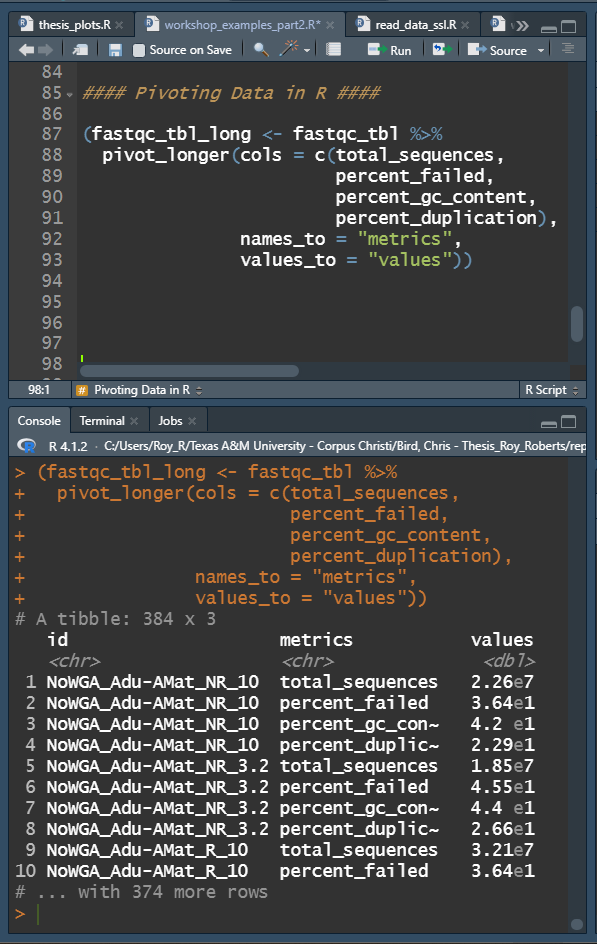 thesis_plots.R workshop_examples_part2.R* read_data_ssl.R
Source on Save Run Source
84
85 #### Pivoting Data in R ####
86
87 (fastqc_tbl_long <- fastqc_tbl %>%
88 pivot_longer(cols = c(total_sequences,
89 percent_failed,
90 percent_gc_content,
91 percent_duplication),
92 names_to = "metrics",
93 values_to = "values"))
94
95
96
97
98
98:1 # Pivoting Data in R R Script
Console Terminal Jobs
R 4.1.2 · C:/Users/Roy_R/Texas A&M University - Corpus Christi/Bird, Chris - Thesis_Roy_Roberts/rep
> (fastqc_tbl_long <- fastqc_tbl %>%
+ pivot_longer(cols = c(total_sequences,
+ percent_failed,
+ percent_gc_content,
+ percent_duplication),
+ names_to = "metrics",
+ values_to = "values"))
# A tibble: 384 x 3
id metrics values
<chr> <chr> <dbl>
1 NoWGA_Adu-AMat_NR_10 total_sequences 2.26e7
2 NoWGA_Adu-AMat_NR_10 percent_failed 3.64e1
3 NoWGA_Adu-AMat_NR_10 percent_gc_con~ 4.2 e1
4 NoWGA_Adu-AMat_NR_10 percent_duplic~ 2.29e1
5 NoWGA_Adu-AMat_NR_3.2 total_sequences 1.85e7
6 NoWGA_Adu-AMat_NR_3.2 percent_failed 4.55e1
7 NoWGA_Adu-AMat_NR_3.2 percent_gc_con~ 4.4 e1
8 NoWGA_Adu-AMat_NR_3.2 percent_duplic~ 2.66e1
9 NoWGA_Adu-AMat_R_10 total_sequences 3.21e7
10 NoWGA_Adu-AMat_R_10 percent_failed 3.64e1
# ... with 374 more rows
>